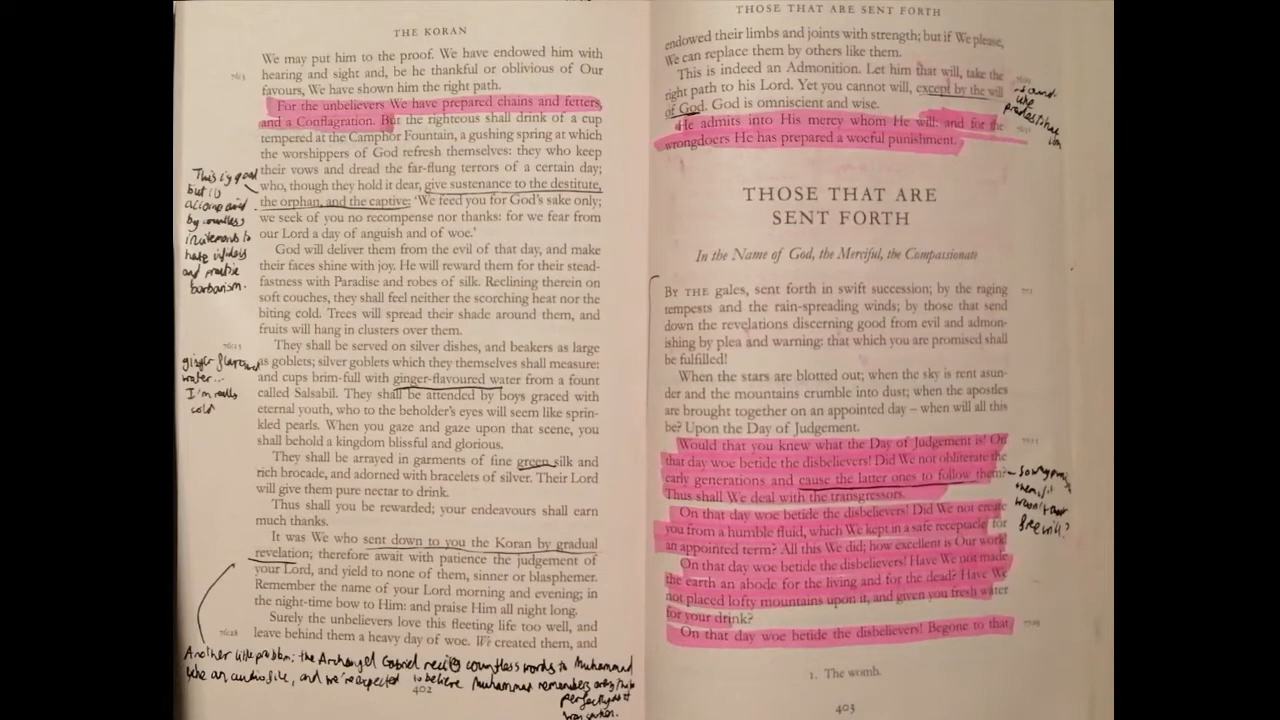 THE KORAN
We may put him to the proof. We have endowed him with
hearing and sight and, be he thankful or oblivious of Our
favours, We have shown him the right path.
For the unbelievers We have prepared chains and fetters,
and a Conflagration. But the righteous shall drink of a cup
tempered at the Camphor Fountain, a gushing spring at which
the worshippers of God refresh themselves: they who keep
their vows and dread the far-flung terrors of a certain day;
who, though they hold it dear, give sustenance to the destitute,
the orphan, and the captive: 'We feed you for God's sake only;
we seek of you no recompense nor thanks: for we fear from
our Lord a day of anguish and of woe.'
God will deliver them from the evil of that day, and make
their faces shine with joy. He will reward them for their stead-
fastness with Paradise and robes of silk. Reclining therein on
soft couches, they shall feel neither the scorching heat nor the
biting cold. Trees will spread their shade around them, and
fruits will hang in clusters over them.
They shall be served on silver dishes, and beakers as large
as goblets; silver goblets which they themselves shall measure:
and cups brim-full with ginger-flavoured water from a fount
called Salsabil. They shall be attended by boys graced with
eternal youth, who to the beholder's eyes will seem like sprin-
kled pearls. When you gaze and gaze upon that scene, you
shall behold a kingdom blissful and glorious.
They shall be arrayed in garments of fine green silk and
rich brocade, and adorned with bracelets of silver. Their Lord
will give them pure nectar to drink.
Thus shall you be rewarded; your endeavours shall earn
much thanks.
It was We who sent down to you the Koran by gradual
revelation; therefore await with patience the judgement of
your Lord, and yield to none of them, sinner or blasphemer.
Remember the name of your Lord morning and evening; in
the night-time bow to Him: and praise Him all night long.
Surely the unbelievers love this fleeting life too well, and
leave behind them a heavy day of woe. We created them, and
402
This is good
but is
accompanied
by countless
incitements to
hate infidels
and practice
barbarism.
76:13
ginger flavoured
water...
I'm really
cold
76:28
Another little problem: the Archangel Gabriel reciting countless words to Muhammad
like an audio file, and we're expected to believe Muhammad remembers everything
perfectly as it
was
THOSE THAT ARE SENT FORTH
endowed their limbs and joints with strength; but if We please,
We can replace them by others like them.
This is indeed an Admonition. Let him that will, take the
right path to his Lord. Yet you cannot will, except by the will
of God. God is omniscient and wise.
He admits into His mercy whom He will: and for the
wrongdoers He has prepared a woeful punishment.
sound
like
THOSE THAT ARE
SENT FORTH
In the Name of God, the Merciful, the Compassionate
BY THE gales, sent forth in swift succession; by the raging
tempests and the rain-spreading winds; by those that send
down the revelations discerning good from evil and admon-
ishing by plea and warning: that which you are promised shall
be fulfilled!
When the stars are blotted out; when the sky is rent asun-
der and the mountains crumble into dust; when the apostles
are brought together on an appointed day – when will all this
be? Upon the Day of Judgement.
Would that you knew what the Day of Judgement is! On
that day woe betide the disbelievers! Did We not obliterate the
early generations and cause the latter ones to follow them?
Thus shall We deal with the transgressors.
On that day woe betide the disbelievers! Did We not create
you from a humble fluid, which We kept in a safe receptacle¹ for
an appointed term? All this We did; how excellent is Our work!
On that day woe betide the disbelievers! Have We not made
the earth an abode for the living and for the dead? Have We
not placed lofty mountains upon it, and given you fresh water
for your drink?
On that day woe betide the disbelievers! Begone to that
so why
them if it
wasn't their
free will?
1. The womb.
403